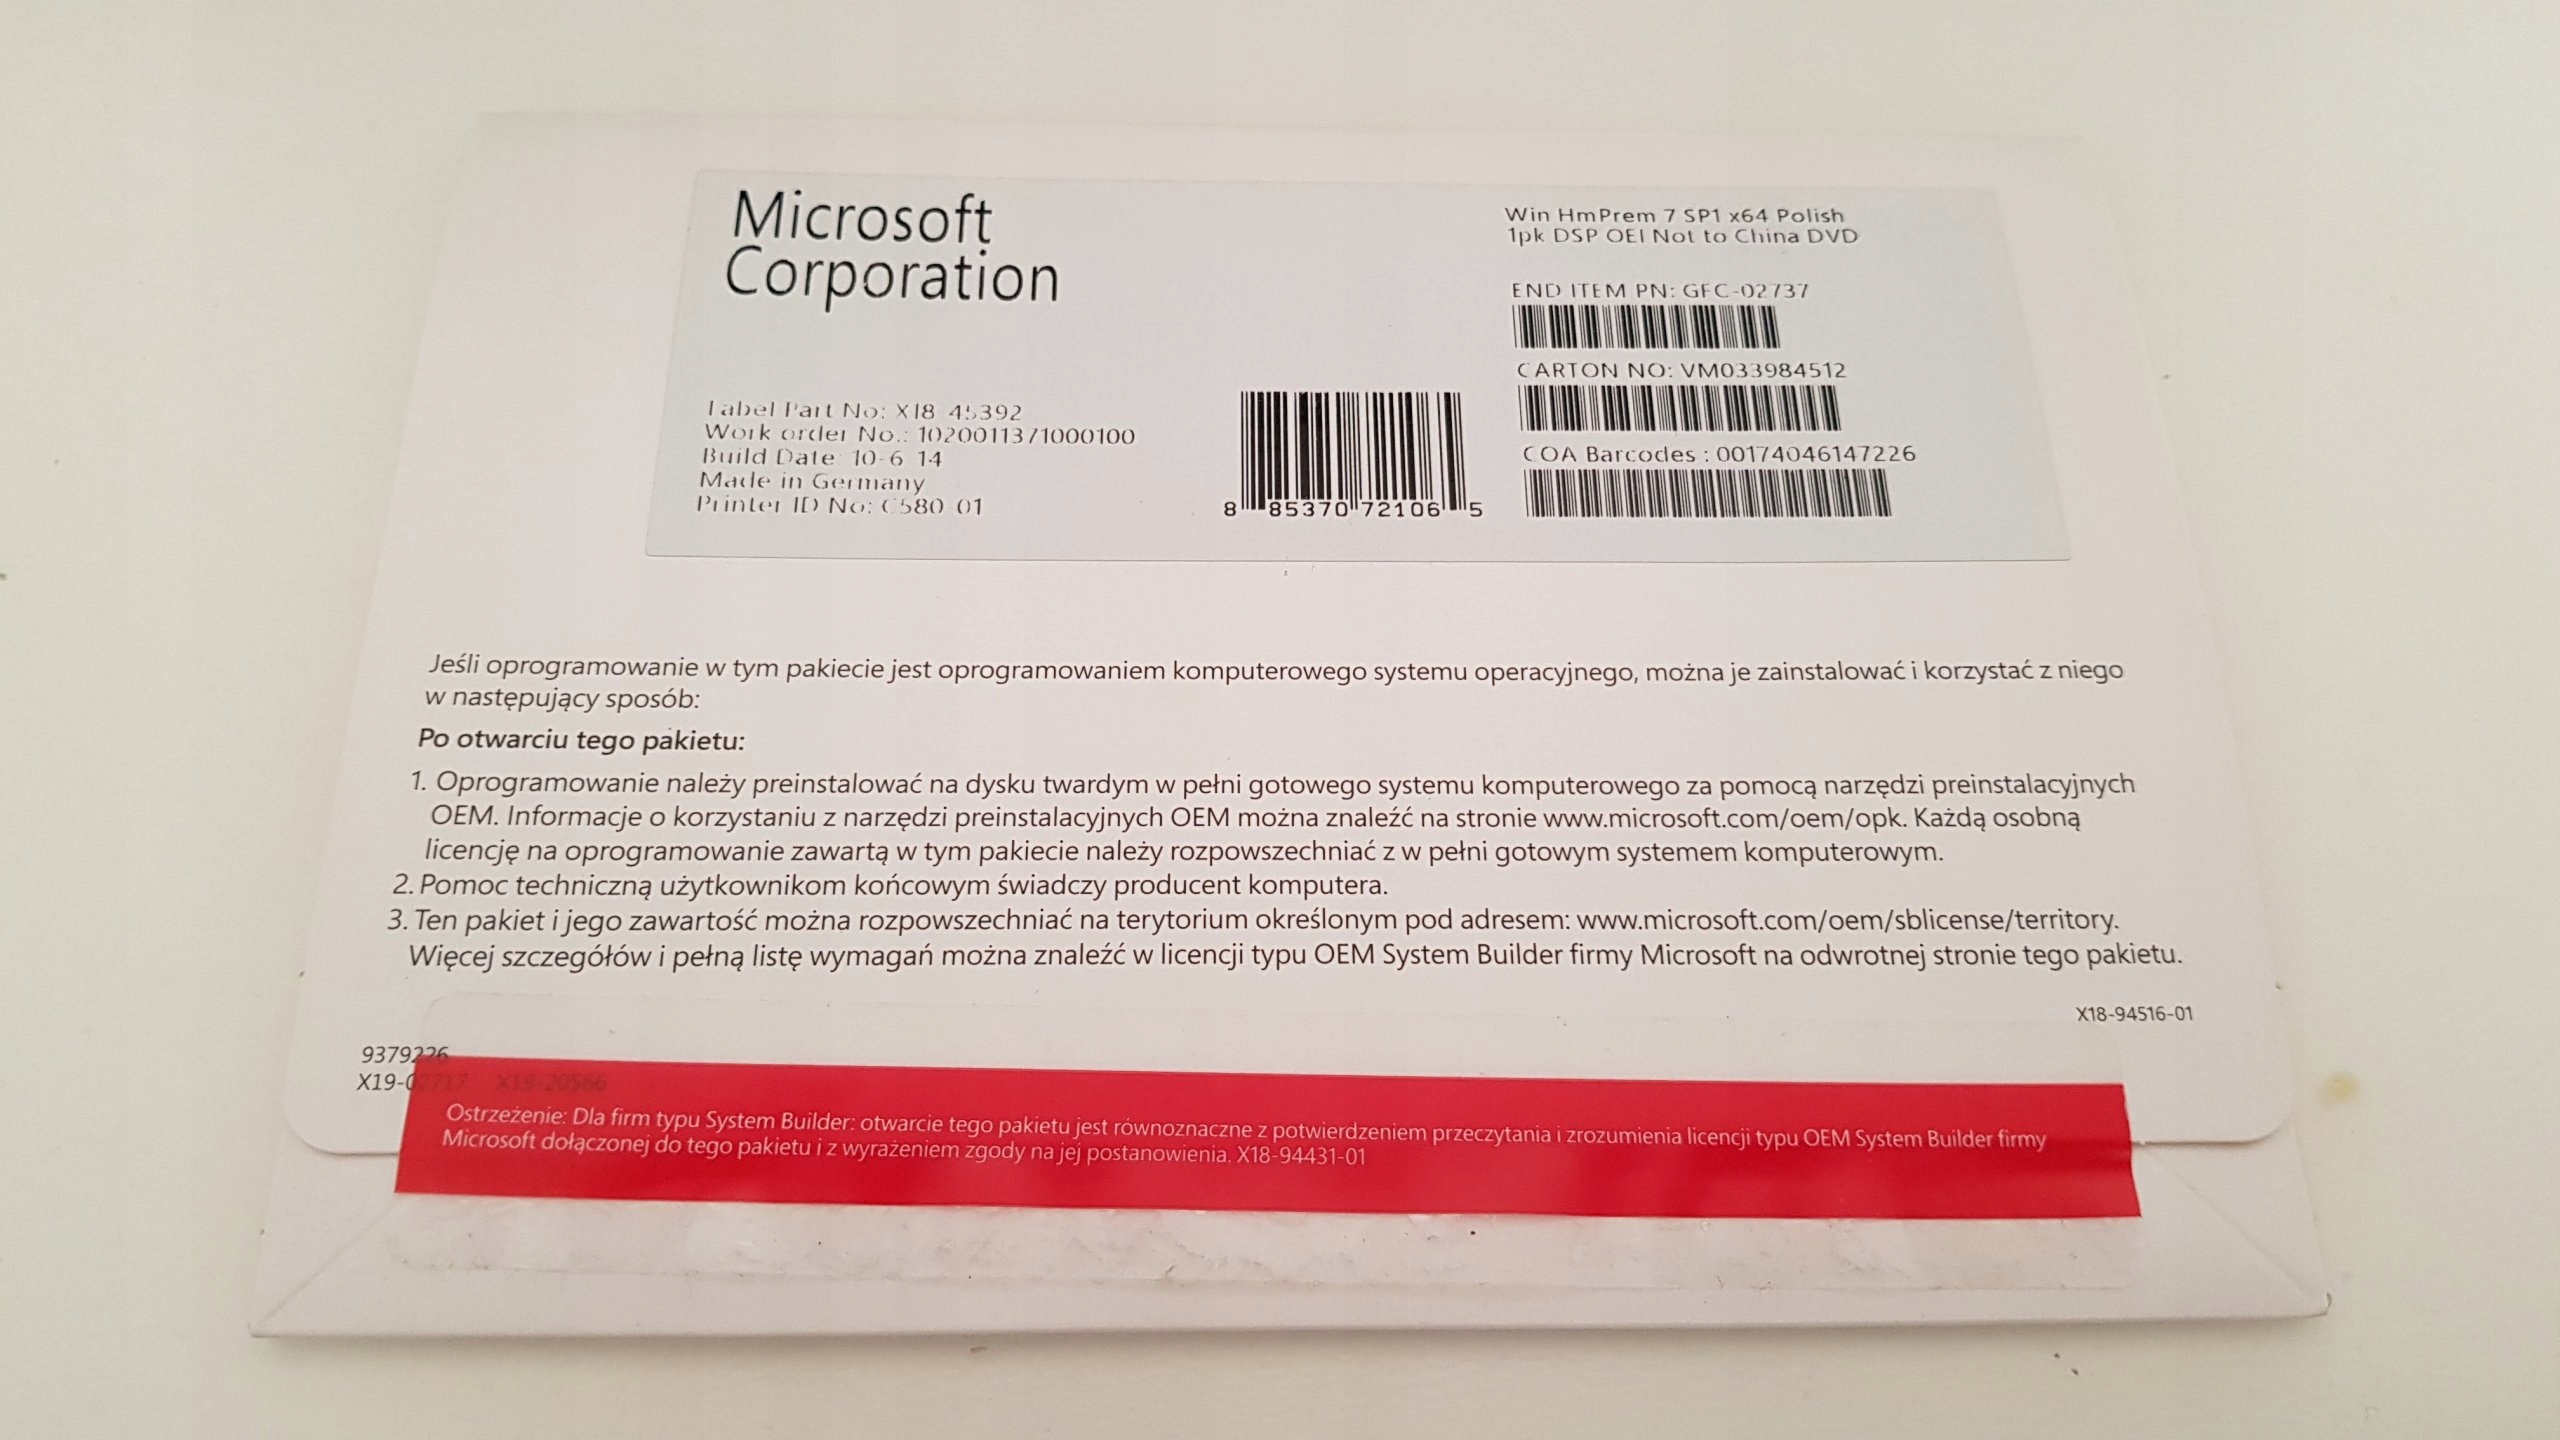 Microsoft
Corporation
Win HmPrem 7 SP1 x64 Polish
1pk DSP OEI Not to China DVD
END ITEM PN: GFC-02737
CARTON NO: VM033984512
COA Barcodes : 00174046147226
Label Part No: X18 45392
Work order No.: 1020011371000100
Build Date 10-6 14
Made in Germany
Printer ID No: C580 01
8 85370 72106 5
Jeśli oprogramowanie w tym pakiecie jest oprogramowaniem komputerowego systemu operacyjnego, można je zainstalować i korzystać z niego
w następujący sposób:
Po otwarciu tego pakietu:
1. Oprogramowanie należy preinstalować na dysku twardym w pełni gotowego systemu komputerowego za pomocą narzędzi preinstalacyjnych
OEM. Informacje o korzystaniu z narzędzi preinstalacyjnych OEM można znaleźć na stronie www.microsoft.com/oem/opk. Każdą osobną
licencję na oprogramowanie zawartą w tym pakiecie należy rozpowszechniać z w pełni gotowym systemem komputerowym.
2. Pomoc techniczną użytkownikom końcowym świadczy producent komputera.
3. Ten pakiet i jego zawartość można rozpowszechniać na terytorium określonym pod adresem: www.microsoft.com/oem/sblicense/territory.
Więcej szczegółów i pełną listę wymagań można znaleźć w licencji typu OEM System Builder firmy Microsoft na odwrotnej stronie tego pakietu.
X18-94516-01
9379226
X19-02717 X19-20566
Ostrzeżenie: Dla firm typu System Builder: otwarcie tego pakietu jest równoznaczne z potwierdzeniem przeczytania i zrozumienia licencji typu OEM System Builder firmy
Microsoft dołączonej do tego pakietu i z wyrażeniem zgody na jej postanowienia. X18-94431-01